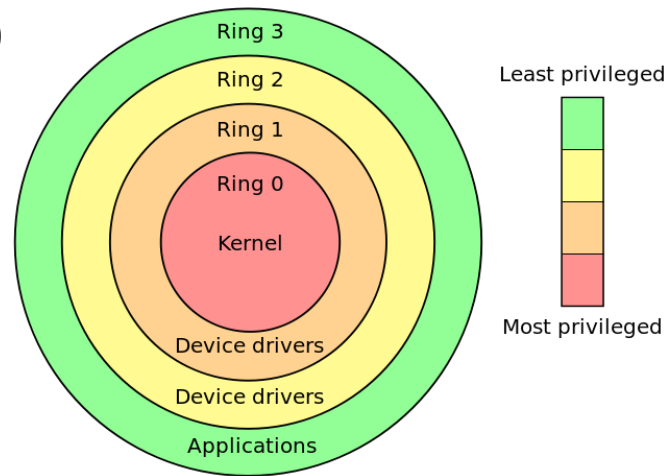 Ring 3
Ring 2
Ring 1
Ring 0
Kernel
Device drivers
Device drivers
Applications
Least privileged
Most privileged